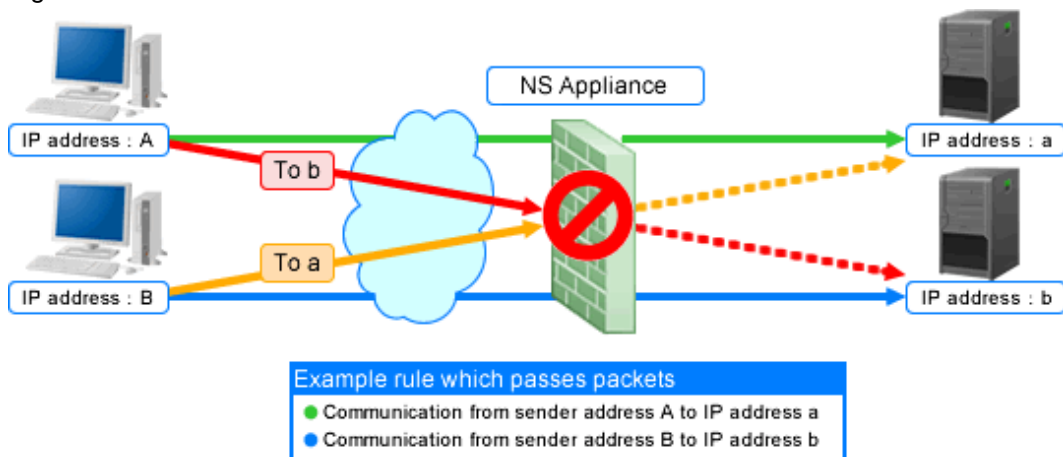 NS Appliance
IP address : A
IP address : a
To b
To a
IP address : B
IP address : b
Example rule which passes packets
● Communication from sender address A to IP address a
● Communication from sender address B to IP address b